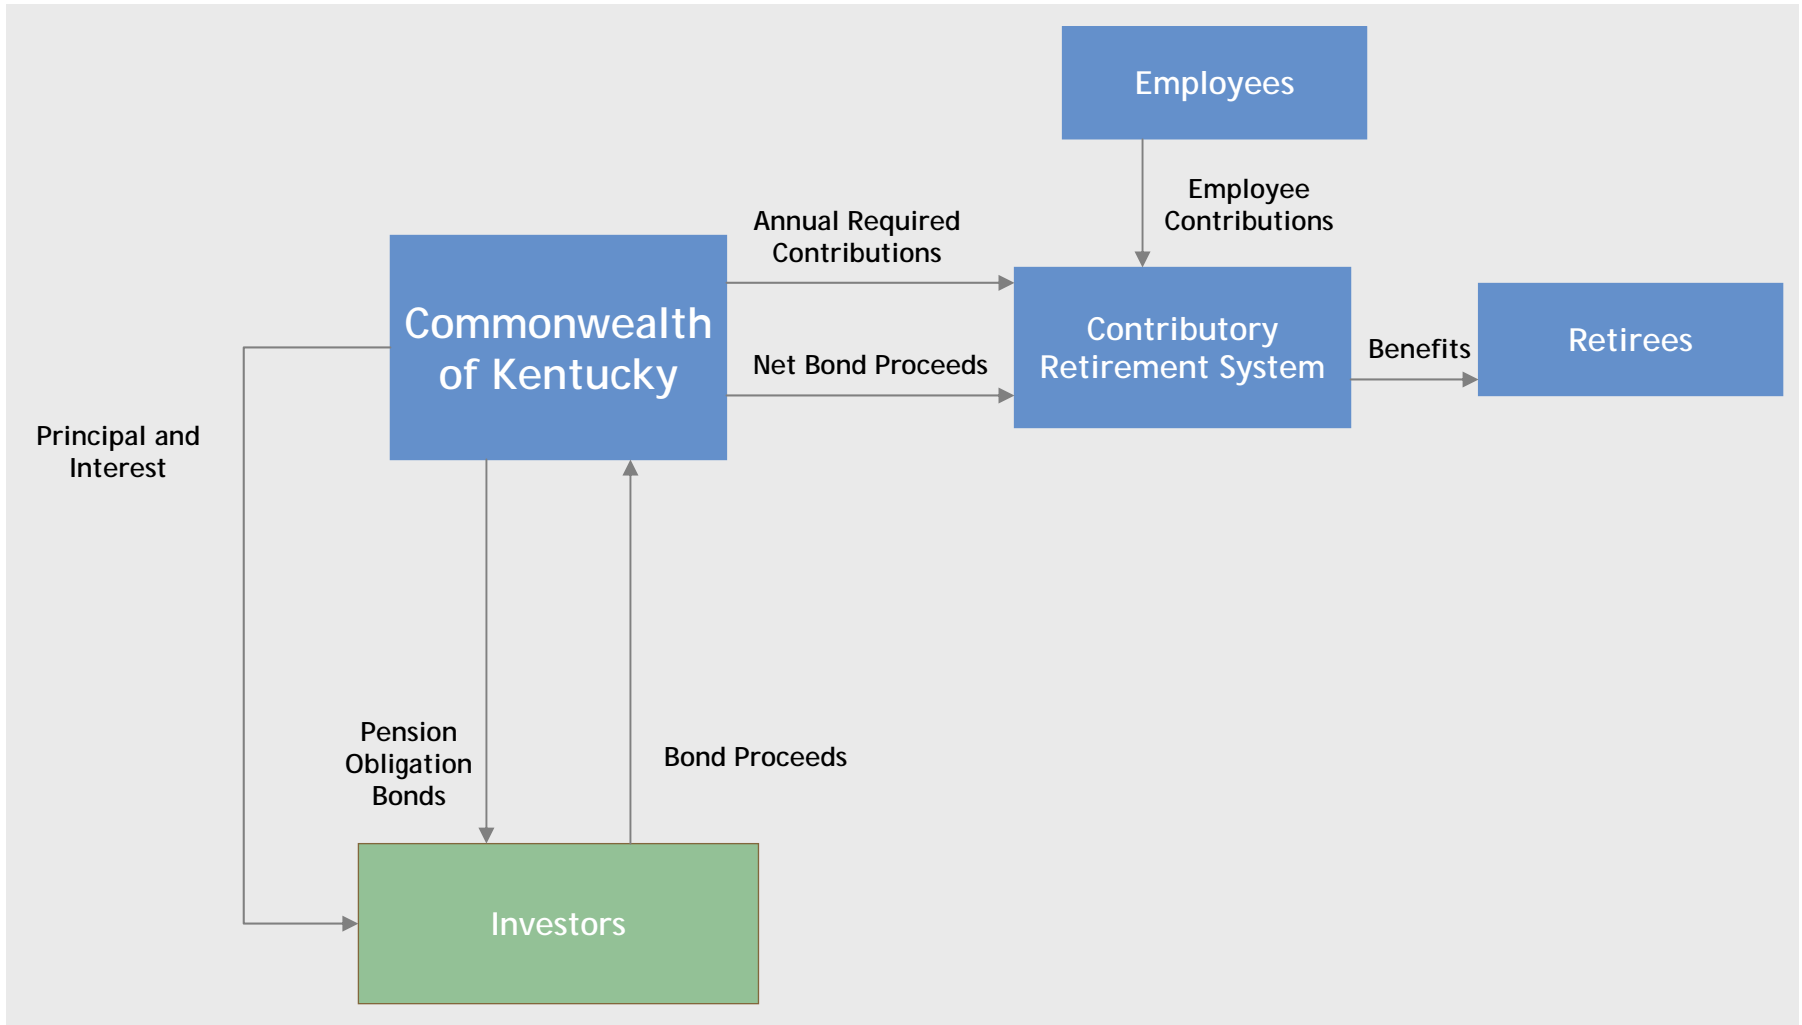 Employees
Employee
Contributions
Annual Required
Contributions
Commonwealth
of Kentucky
Net Bond Proceeds
Contributory
Retirement System
Benefits
Retirees
Principal and
Interest
Pension
Obligation
Bonds
Bond Proceeds
Investors